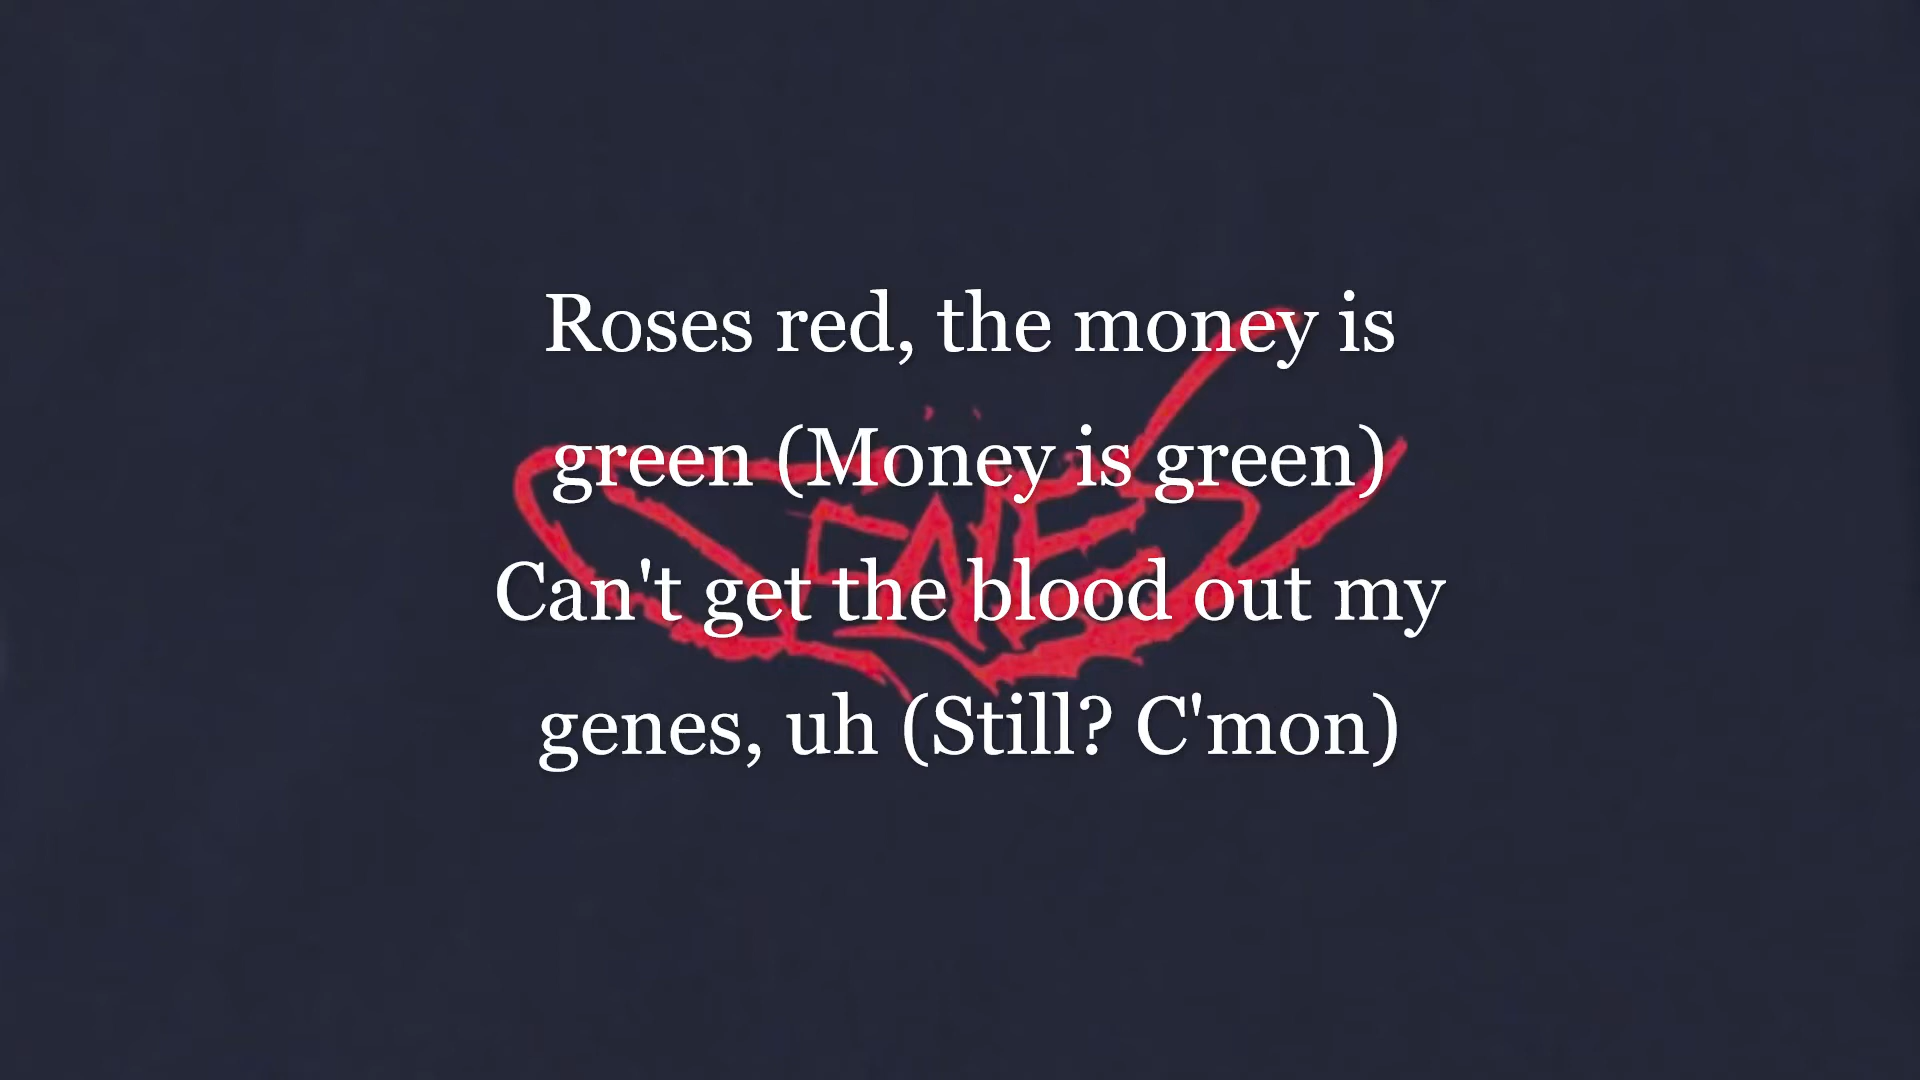 Roses red, the money is
green (Money is green)
Can't get the blood out my
genes, uh (Still? C'mon)